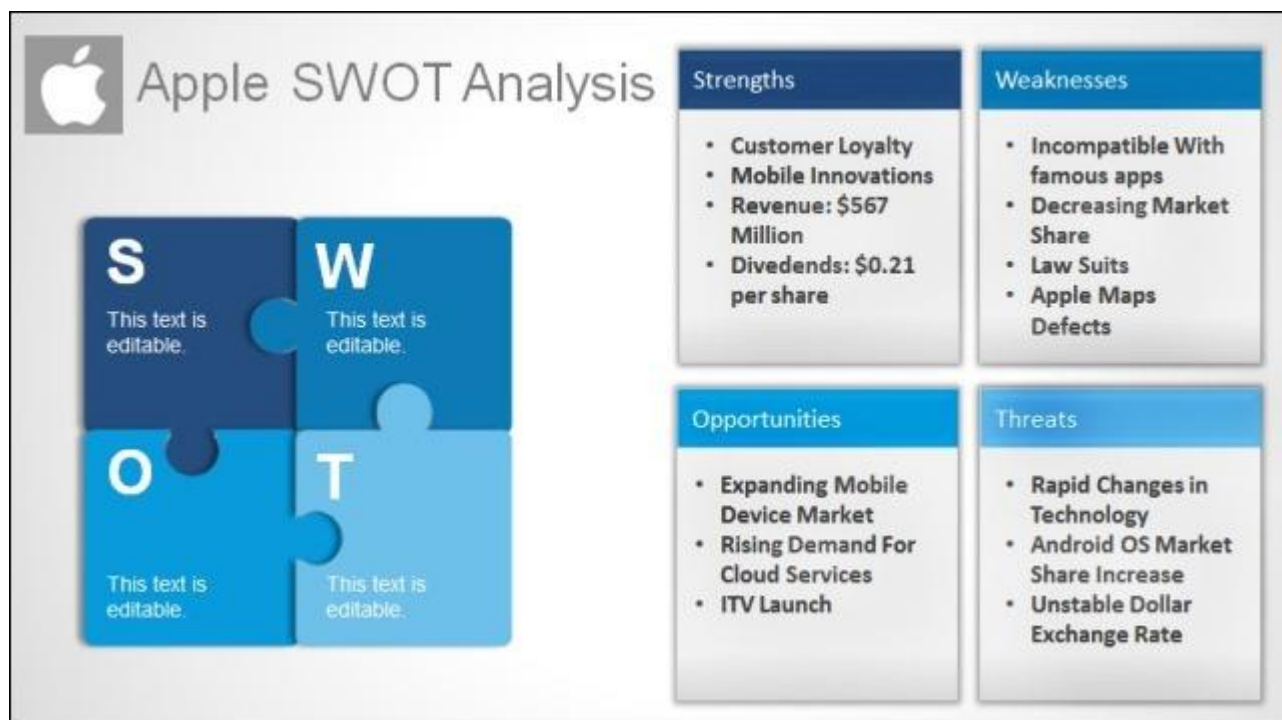 Apple SWOT Analysis
S
This text is
editable.
W
This text is
editable.
O
This text is
editable.
T
This text is
editable.
Strengths
• Customer Loyalty
• Mobile Innovations
• Revenue: $567
Million
• Divedends: $0.21
per share
Weaknesses
• Incompatible With
famous apps
• Decreasing Market
Share
• Law Suits
• Apple Maps
Defects
Opportunities
• Expanding Mobile
Device Market
• Rising Demand For
Cloud Services
• ITV Launch
Threats
• Rapid Changes in
Technology
• Android OS Market
Share Increase
• Unstable Dollar
Exchange Rate